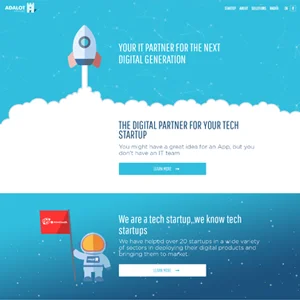 ADALOT
STARTUP ABOUT SOLUTIONS
YOUR IT PARTNER FOR THE NEXT
DIGITAL GENERATION
THE DIGITAL PARTNER FOR YOUR TECH
STARTUP
You might have a great idea for an App, but you
don't have an IT team
LEARN MORE →
We are a tech startup,we know tech
startups
We have helped over 20 startups in a wide variety
of sectors in deploying their digital products and
bringing them to market.
LEARN MORE →